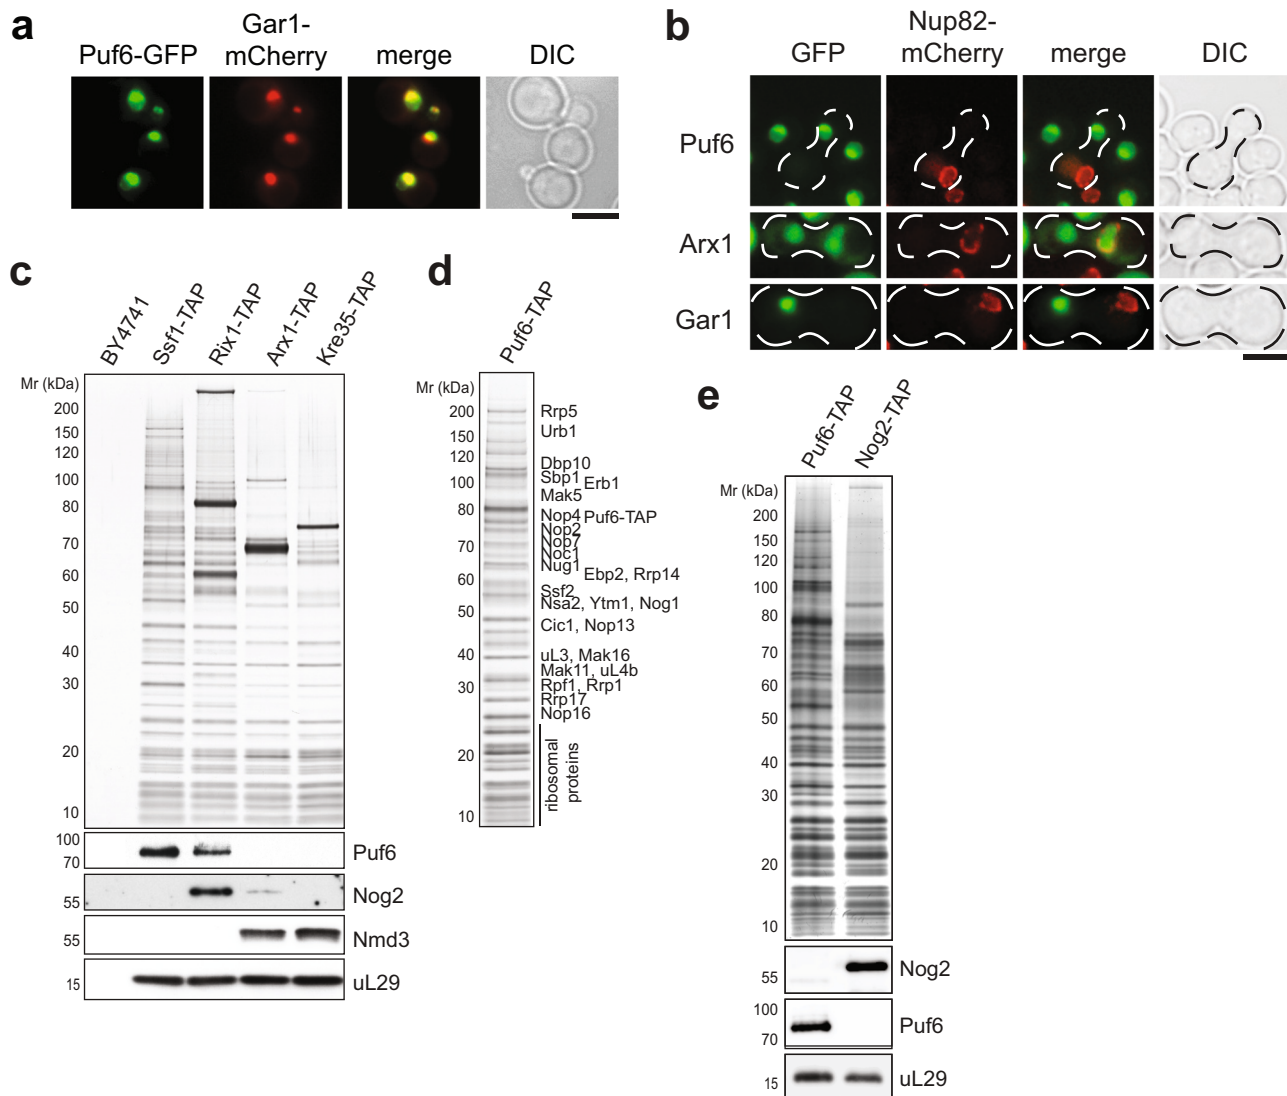 a
Puf6-GFP
Gar1-
mCherry
merge
DIC
b
GFP
Nup82-
mCherry
merge
DIC
Puf6
Arx1
Gar1
c
BY4741
Ssf1-TAP
Rix1-TAP
Arx1-TAP
Kre35-TAP
Mr (kDa)
200
150
120
100
80
70
60
50
40
30
20
10
100
70
Puf6
55
Nog2
55
Nmd3
15
uL29
d
Puf6-TAP
Mr (kDa)
200
150
120
100
80
70
60
50
40
30
20
10
Rrp5
Urb1
Dbp10
Sbp1
Erb1
Mak5
Nop4
Puf6-TAP
Nop2
Nop7
Noc1
Nug1
Ebp2, Rrp14
Ssf2
Nsa2, Ytm1, Nog1
Cic1, Nop13
uL3, Mak16
Mak11, uL4b
Rpf1, Rrp1
Rrp17
Nop16
ribosomal
proteins
e
Puf6-TAP
Nog2-TAP
Mr (kDa)
200
150
120
100
80
70
60
50
40
30
20
10
55
Nog2
100
70
Puf6
15
uL29